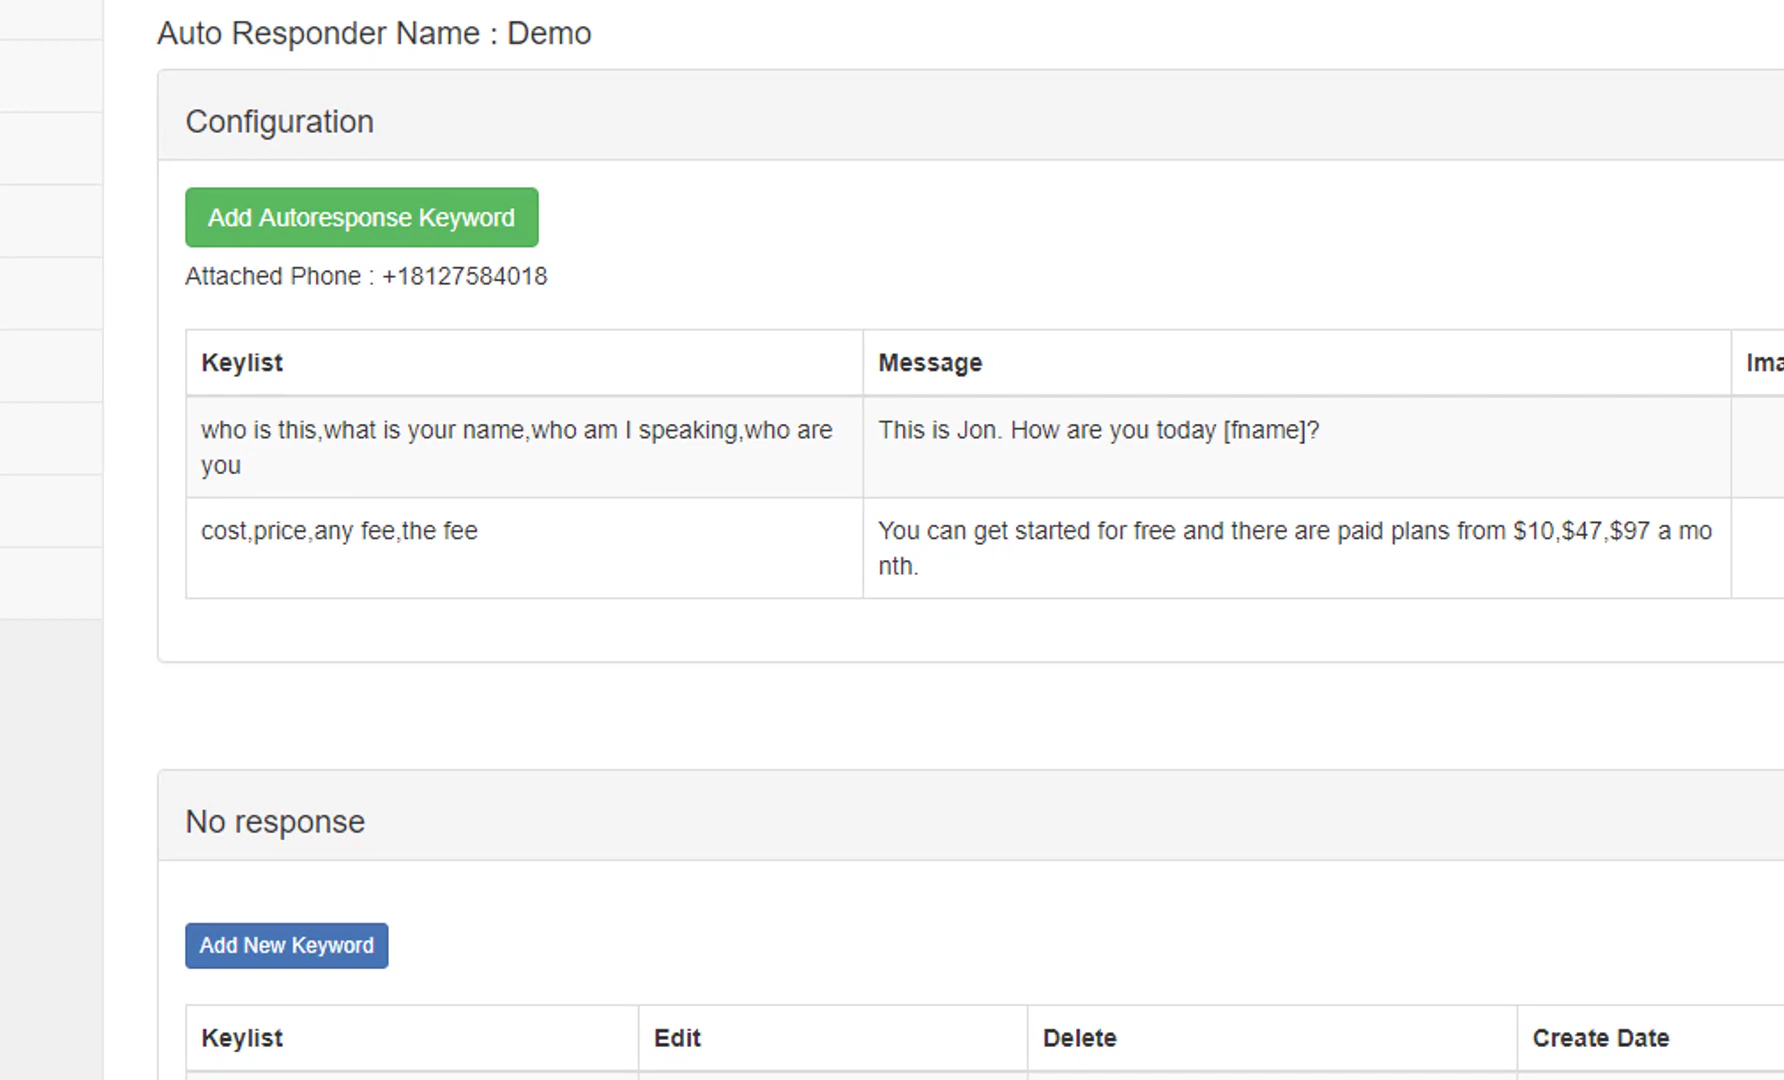 Auto Responder Name : Demo
Configuration
Add Autoresponse Keyword
Attached Phone : +18127584018
Keylist Message Ima
who is this,what is your name,who am I speaking,who are This is Jon. How are you today [fname]?
you
cost,price,any fee,the fee You can get started for free and there are paid plans from $10,$47,$97 a mo
nth.
No response
Add New Keyword
Keylist Edit Delete Create Date